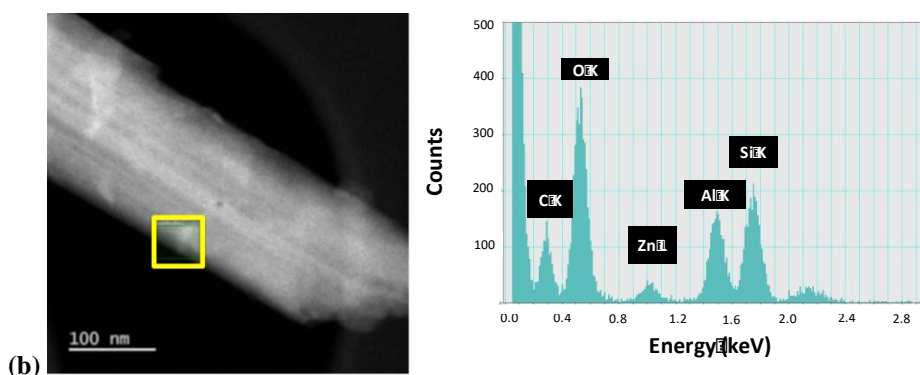 (b)
100 nm
Counts
500
400
300
200
100
O K
C K
Zn L
Al K
Si K
0.0 0.4 0.8 1.2 1.6 2.0 2.4 2.8
Energy (keV)